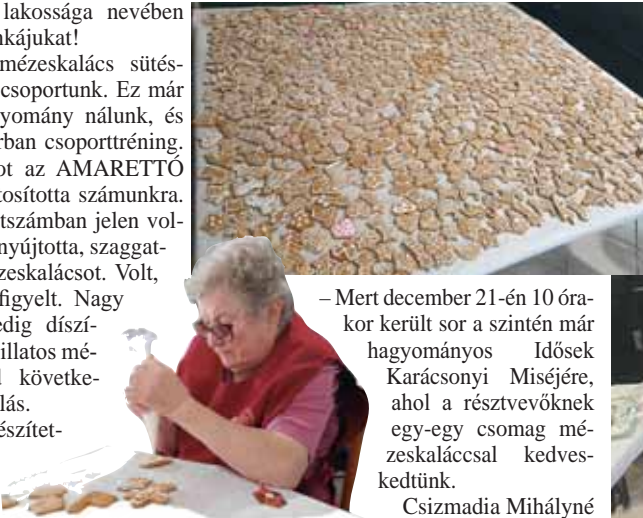 lakossága nevében
nkájukat!
mézeskalács sütés-
csoportunk. Ez már
yomány nálunk, és
rban csoporttréning.
ot az AMARETTÓ
tosította számunkra.
tszámban jelen vol-
nyújtotta, szaggat-
zeskalácsot. Volt,
figyelt. Nagy
edig díszí-
illatos mé-
l követke-
lás.
észítet-
– Mert december 21-én 10 óra-
kor került sor a szintén már
hagyományos Idősek
Karácsonyi Miséjére,
ahol a résztvevőknek
egy-egy csomag mé-
zeskaláccsal kedves-
kedtünk.
Csizmadia Mihályné